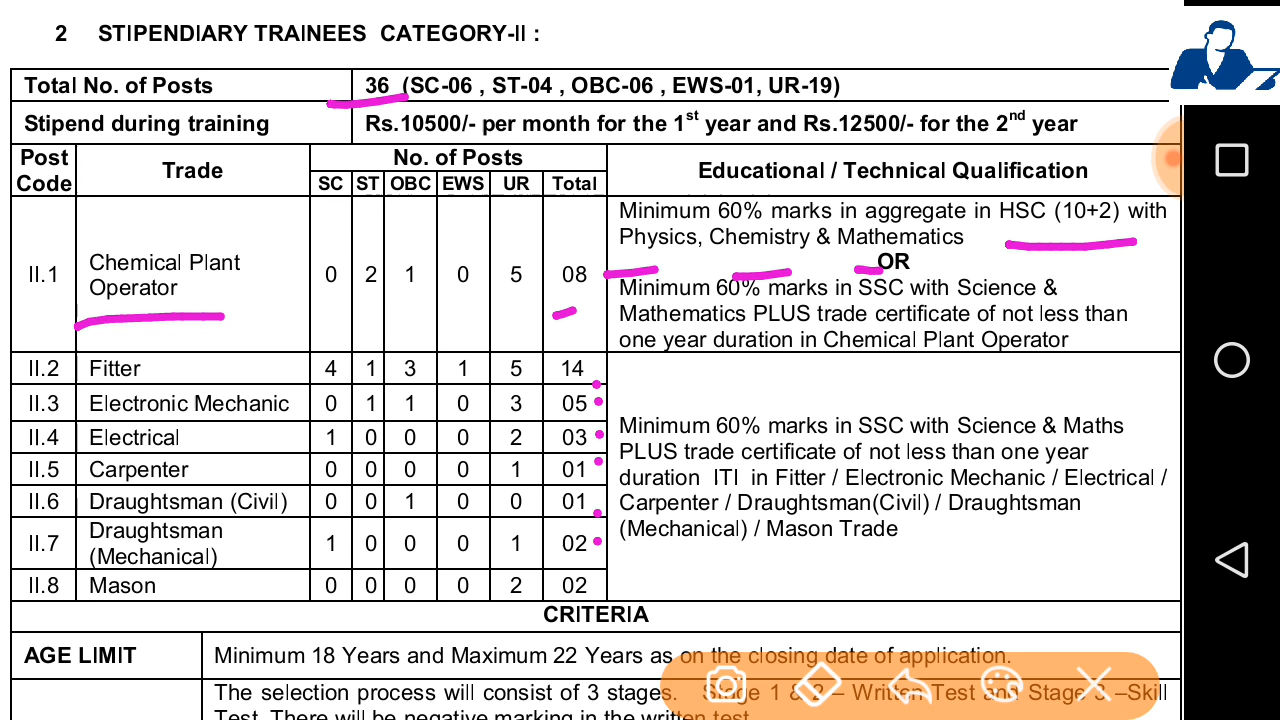 2 STIPENDIARY TRAINEES CATEGORY-II :
Total No. of Posts 36 (SC-06 , ST-04 , OBC-06 , EWS-01, UR-19)
Stipend during training Rs.10500/- per month for the 1st year and Rs.12500/- for the 2nd year
Post Code Trade No. of Posts Educational / Technical Qualification
SC ST OBC EWS UR Total
II.1 Chemical Plant Operator 0 2 1 0 5 08
Minimum 60% marks in aggregate in HSC (10+2) with
Physics, Chemistry & Mathematics
OR
Minimum 60% marks in SSC with Science &
Mathematics PLUS trade certificate of not less than
one year duration in Chemical Plant Operator
II.2 Fitter 4 1 3 1 5 14
II.3 Electronic Mechanic 0 1 1 0 3 05
II.4 Electrical 1 0 0 0 2 03
II.5 Carpenter 0 0 0 0 1 01
II.6 Draughtsman (Civil) 0 0 1 0 0 01
II.7 Draughtsman (Mechanical) 1 0 0 0 1 02
II.8 Mason 0 0 0 0 2 02
Minimum 60% marks in SSC with Science & Maths
PLUS trade certificate of not less than one year
duration ITI in Fitter / Electronic Mechanic / Electrical /
Carpenter / Draughtsman(Civil) / Draughtsman
(Mechanical) / Mason Trade
CRITERIA
AGE LIMIT Minimum 18 Years and Maximum 22 Years as on the closing date of application.
The selection process will consist of 3 stages. Stage 1 & 2 – Written Test and Stage 3 –Skill
Test. There will be negative marking in the written test.